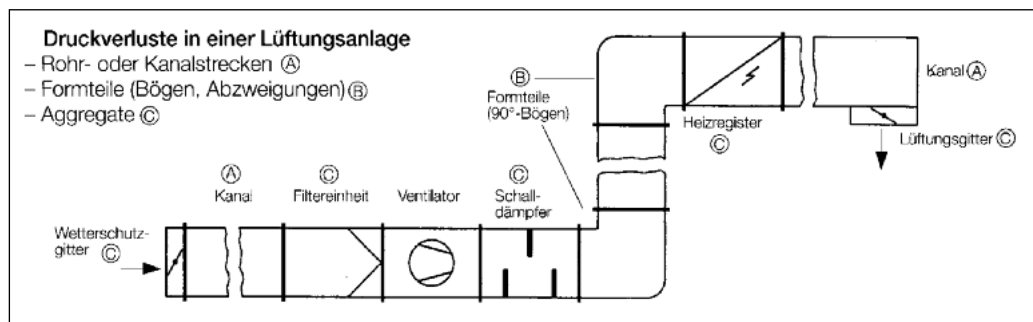 Druckverluste in einer Lüftungsanlage
– Rohr- oder Kanalstrecken Ⓐ
– Formteile (Bögen, Abzweigungen) Ⓑ
– Aggregate Ⓒ
Ⓑ
Formteile
(90°-Bögen)
Heizregister
Ⓒ
Kanal Ⓐ
Lüftungsgitter Ⓒ
Ⓐ
Kanal
Ⓒ
Filtereinheit
Ventilator
Ⓒ
Schall-
dämpfer
Wetterschutz-
gitter Ⓒ